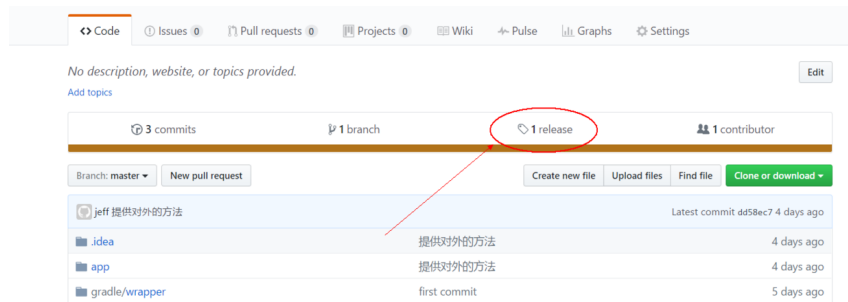 Code Issues 0 Pull requests 0 Projects 0 Wiki Pulse Graphs Settings
No description, website, or topics provided. Edit
Add topics
3 commits 1 branch 1 release 1 contributor
Branch: master New pull request Create new file Upload files Find file Clone or download
jeff 提供对外的方法 Latest commit dd58ec7 4 days ago
.idea 提供对外的方法 4 days ago
app 提供对外的方法 4 days ago
gradle/wrapper first commit 5 days ago